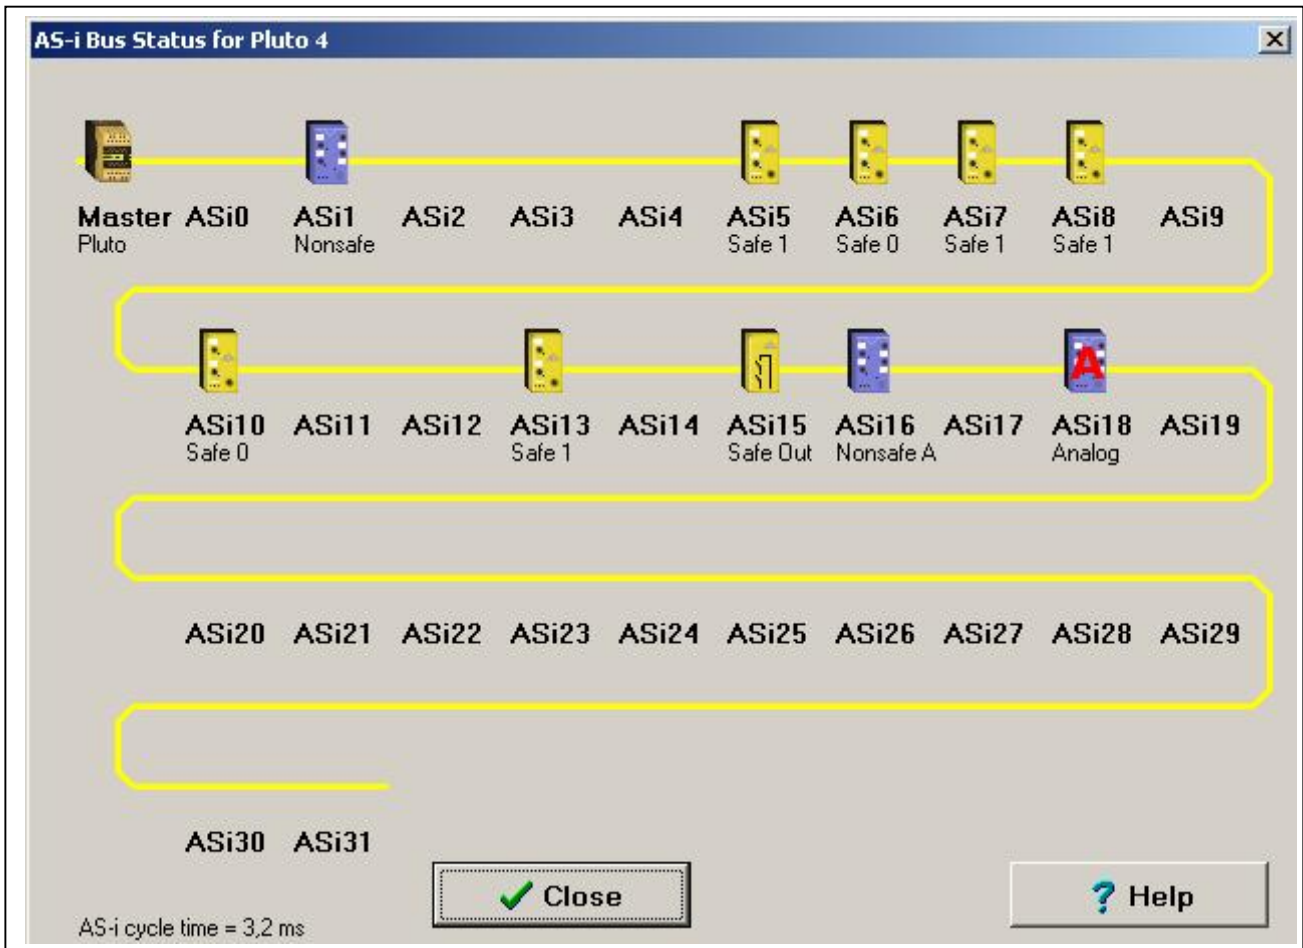 AS-i Bus Status for Pluto 4
Master ASi0 ASi1 ASi2 ASi3 ASi4 ASi5 ASi6 ASi7 ASi8 ASi9
Pluto Nonsafe Safe 1 Safe 0 Safe 1 Safe 1
A
ASi10 ASi11 ASi12 ASi13 ASi14 ASi15 ASi16 ASi17 ASi18 ASi19
Safe 0 Safe 1 Safe Out Nonsafe A Analog
ASi20 ASi21 ASi22 ASi23 ASi24 ASi25 ASi26 ASi27 ASi28 ASi29
ASi30 ASi31
Close ? Help
AS-i cycle time = 3,2 ms